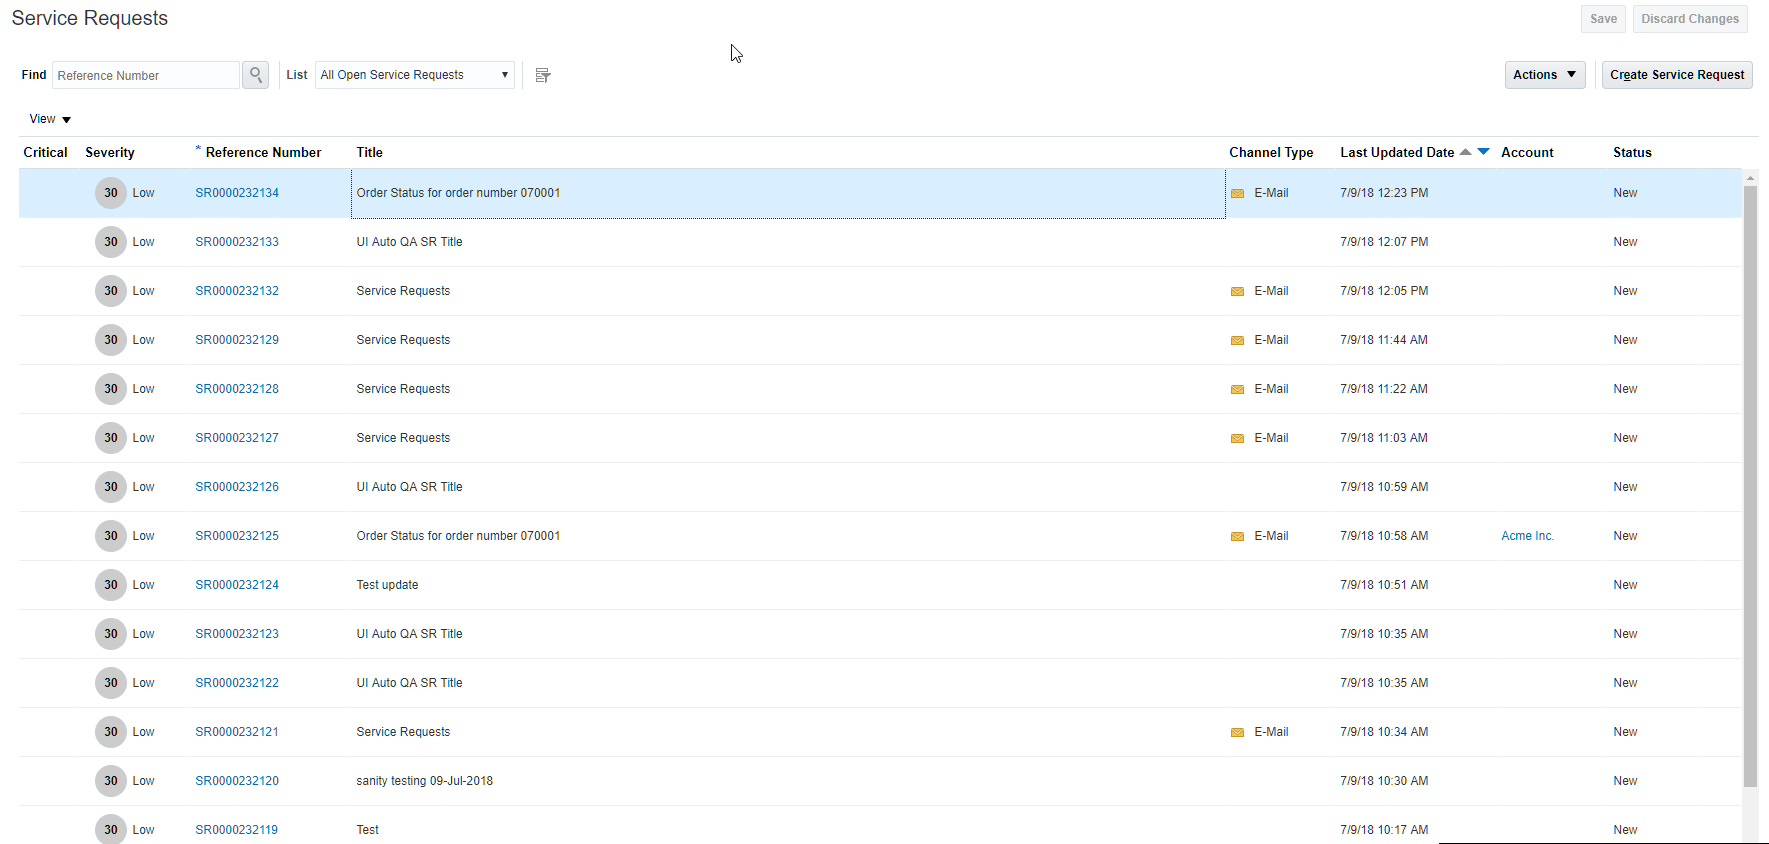 Service Requests
Save Discard Changes
Find Reference Number List All Open Service Requests Actions Create Service Request
View
Critical Severity * Reference Number Title Channel Type Last Updated Date Account Status
30 Low SR0000232134 Order Status for order number 070001 E-Mail 7/9/18 12:23 PM New
30 Low SR0000232133 UI Auto QA SR Title 7/9/18 12:07 PM New
30 Low SR0000232132 Service Requests E-Mail 7/9/18 12:05 PM New
30 Low SR0000232129 Service Requests E-Mail 7/9/18 11:44 AM New
30 Low SR0000232128 Service Requests E-Mail 7/9/18 11:22 AM New
30 Low SR0000232127 Service Requests E-Mail 7/9/18 11:03 AM New
30 Low SR0000232126 UI Auto QA SR Title 7/9/18 10:59 AM New
30 Low SR0000232125 Order Status for order number 070001 E-Mail 7/9/18 10:58 AM Acme Inc. New
30 Low SR0000232124 Test update 7/9/18 10:51 AM New
30 Low SR0000232123 UI Auto QA SR Title 7/9/18 10:35 AM New
30 Low SR0000232122 UI Auto QA SR Title 7/9/18 10:35 AM New
30 Low SR0000232121 Service Requests E-Mail 7/9/18 10:34 AM New
30 Low SR0000232120 sanity testing 09-Jul-2018 7/9/18 10:30 AM New
30 Low SR0000232119 Test 7/9/18 10:17 AM New